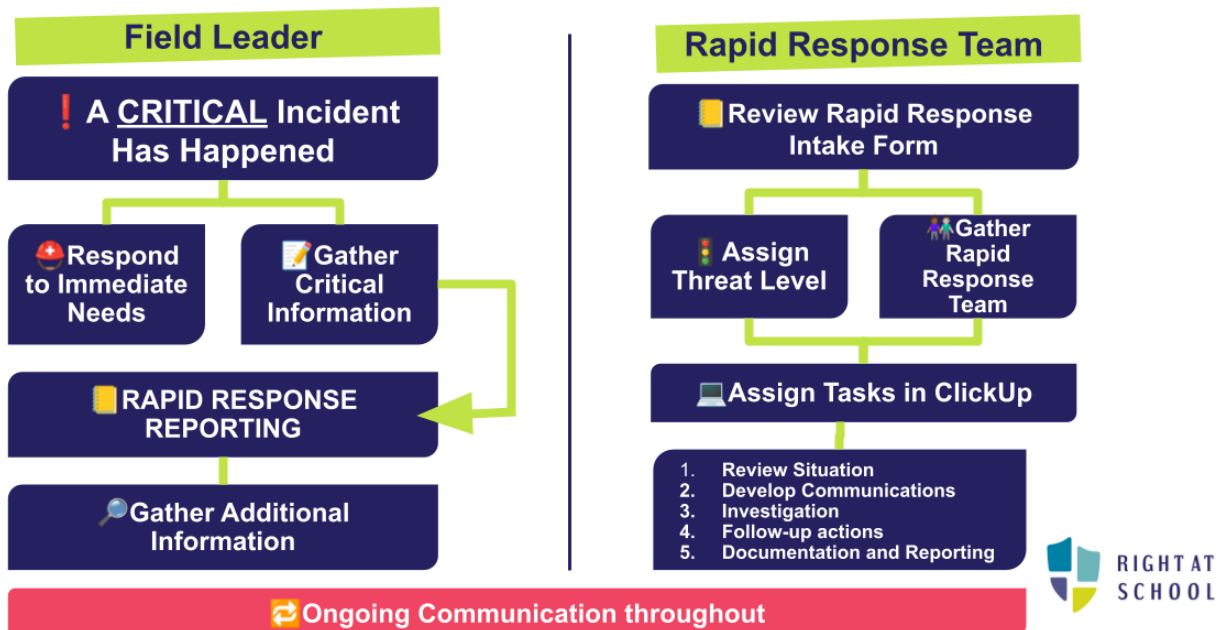 Field Leader
❗A CRITICAL Incident
Has Happened
⛑️Respond
to Immediate
Needs
📝Gather
Critical
Information
📒RAPID RESPONSE
REPORTING
🔎Gather Additional
Information
Rapid Response Team
📒Review Rapid Response
Intake Form
🚦Assign
Threat Level
👫Gather
Rapid
Response
Team
💻Assign Tasks in ClickUp
1. Review Situation
2. Develop Communications
3. Investigation
4. Follow-up actions
5. Documentation and Reporting
🔁Ongoing Communication throughout
RIGHT AT
SCHOOL